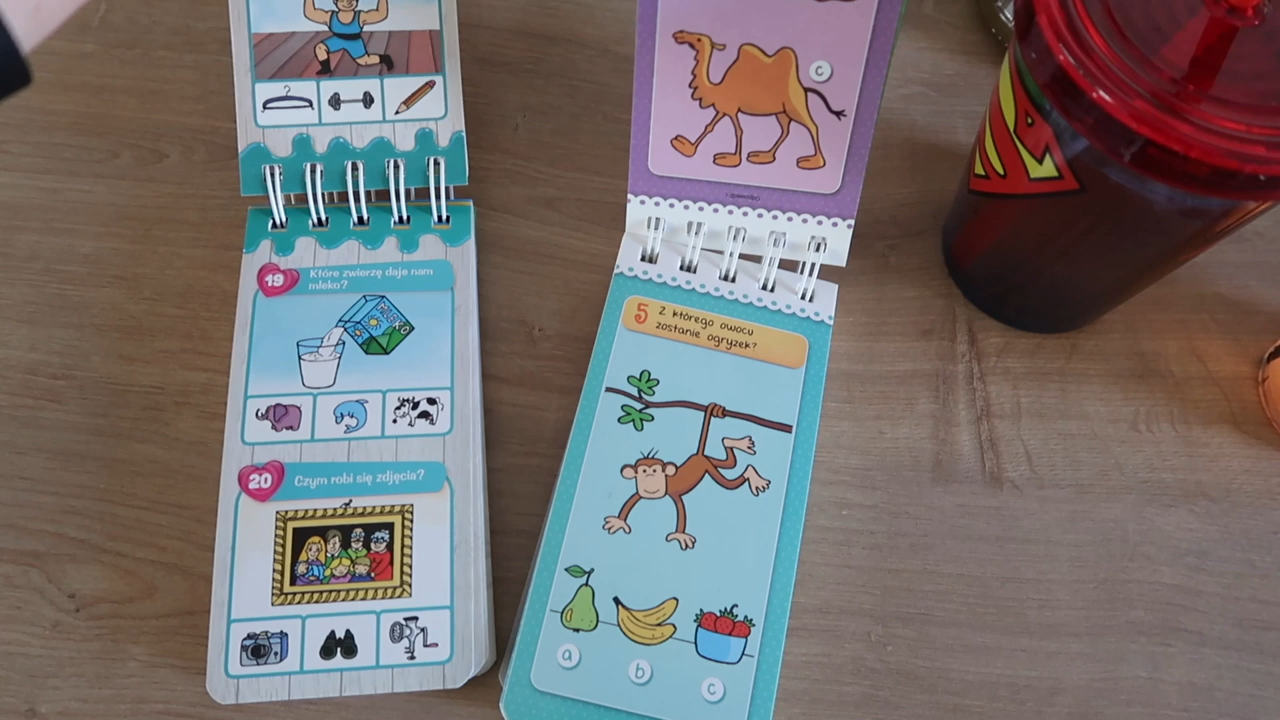 19
Które zwierzę daje nam
mleko?
MLEKO
20
Czym robi się zdjęcia?
c
5
Z którego owocu
zostanie ogryzek?
a
b
c